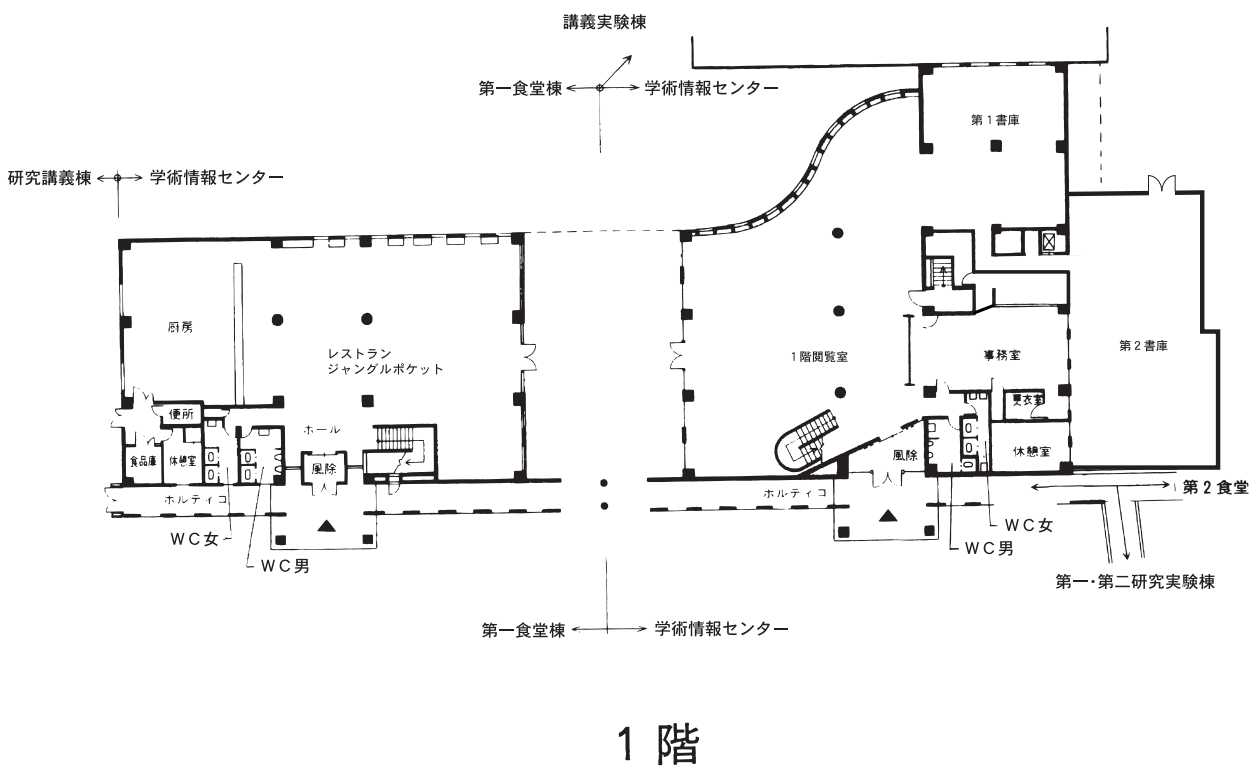 講義実験棟
第一食堂棟
学術情報センター
第1書庫
研究講義棟
学術情報センター
厨房
レストラン
ジャングルポケット
1階閲覧室
事務室
第2書庫
便所
更衣室
ホール
食品庫
休憩室
風除
風除
休憩室
ホルティコ
ホルティコ
第2食堂
WC女
WC男
WC女
WC男
第一・第二研究実験棟
第一食堂棟
学術情報センター
1階